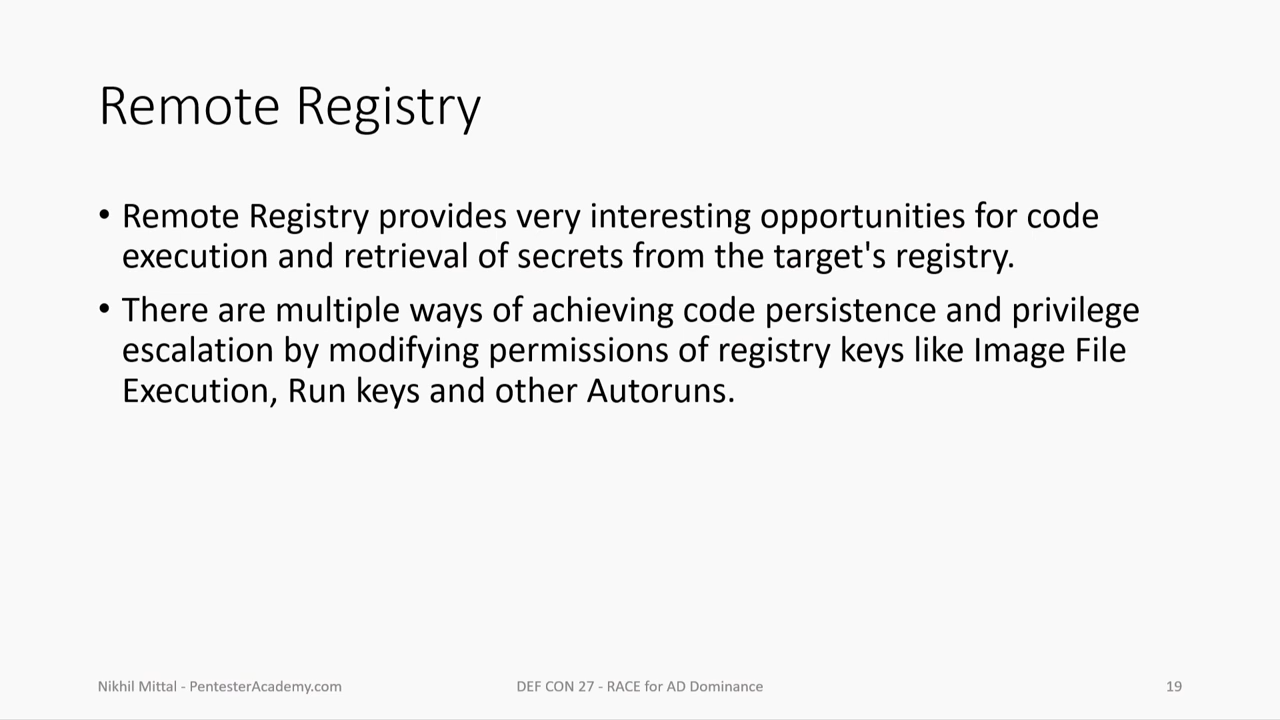 Remote Registry
• Remote Registry provides very interesting opportunities for code
execution and retrieval of secrets from the target's registry.
• There are multiple ways of achieving code persistence and privilege
escalation by modifying permissions of registry keys like Image File
Execution, Run keys and other Autoruns.
Nikhil Mittal - PentesterAcademy.com
DEF CON 27 - RACE for AD Dominance
19